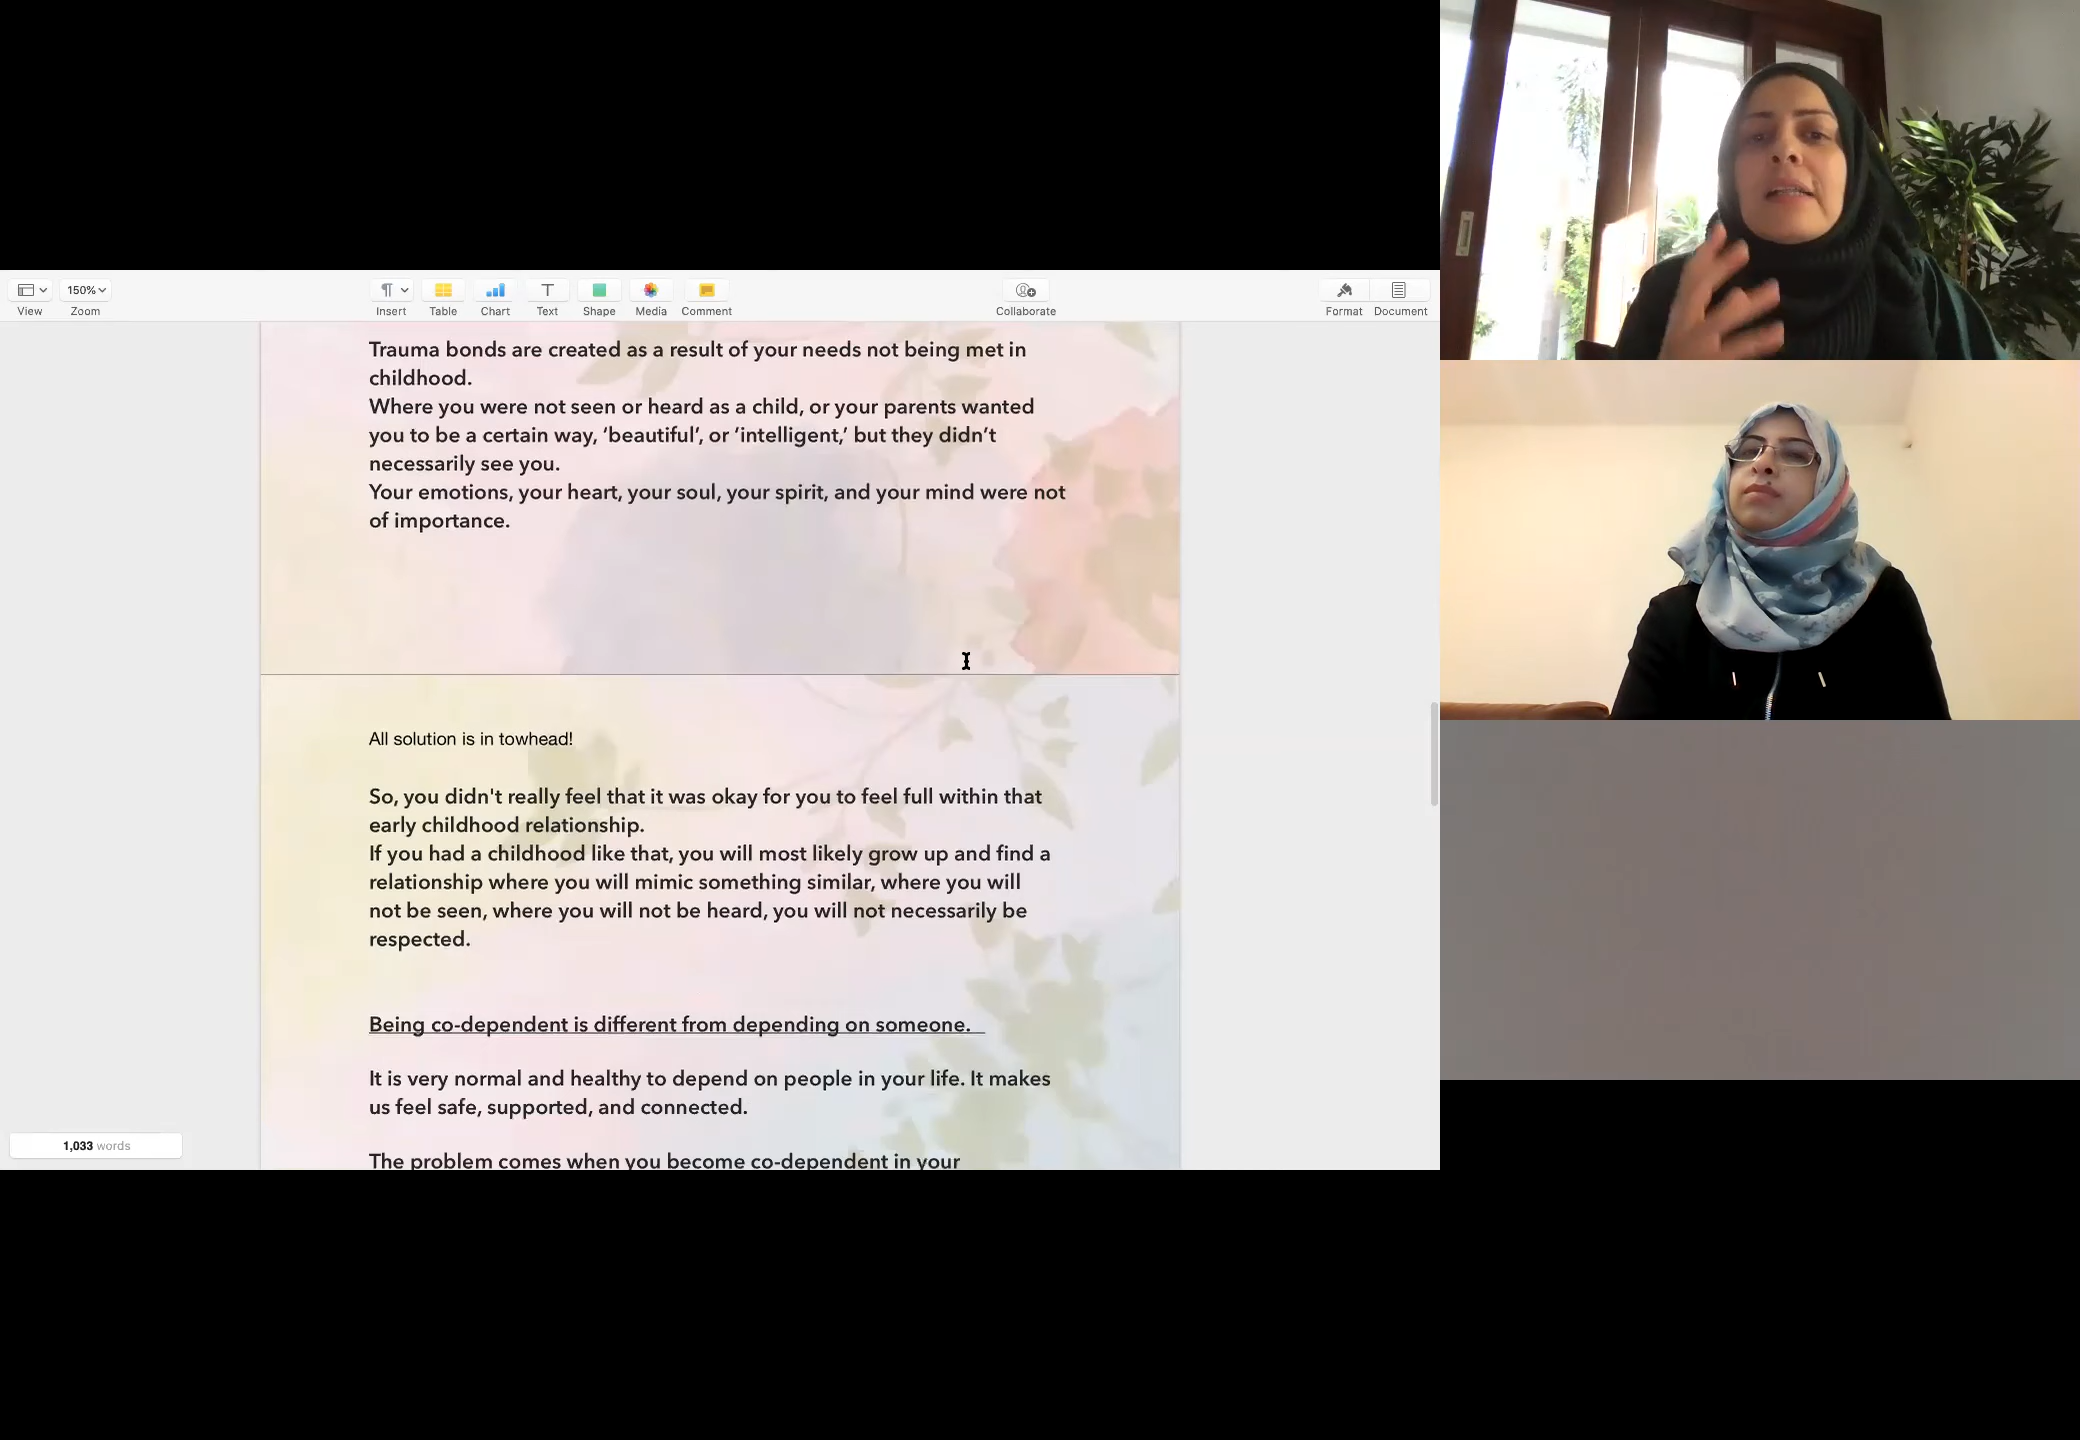 150%
View
Zoom
Insert
Table
Chart
Text
Shape
Media
Comment
Collaborate
Format
Document
Trauma bonds are created as a result of your needs not being met in
childhood.
Where you were not seen or heard as a child, or your parents wanted
you to be a certain way, ‘beautiful’, or ‘intelligent,’ but they didn’t
necessarily see you.
Your emotions, your heart, your soul, your spirit, and your mind were not
of importance.
All solution is in towhead!
So, you didn't really feel that it was okay for you to feel full within that
early childhood relationship.
If you had a childhood like that, you will most likely grow up and find a
relationship where you will mimic something similar, where you will
not be seen, where you will not be heard, you will not necessarily be
respected.
Being co-dependent is different from depending on someone.
It is very normal and healthy to depend on people in your life. It makes
us feel safe, supported, and connected.
The problem comes when you become co-dependent in your
1,033 words